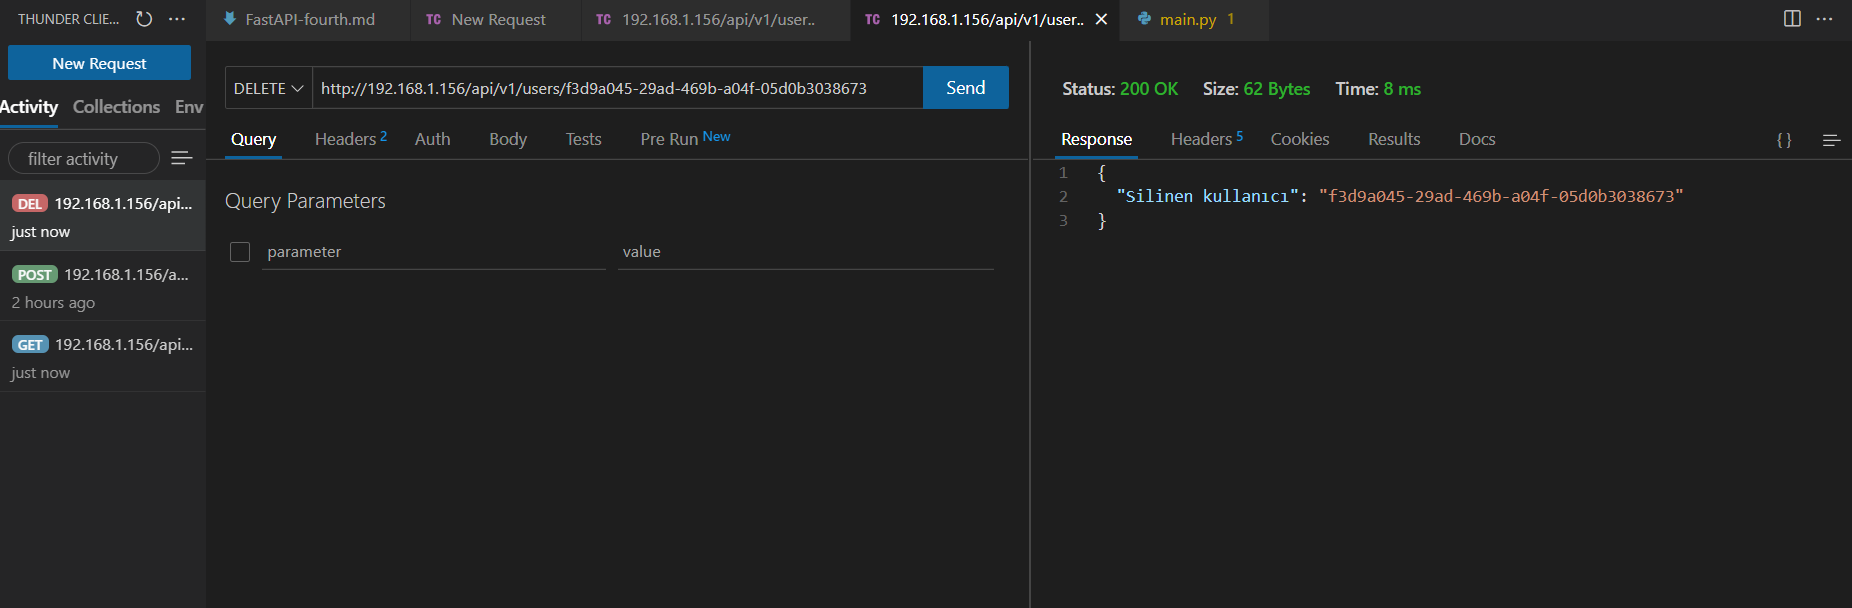 THUNDER CLIE...
FastAPI-fourth.md
TC New Request
TC 192.168.1.156/api/v1/user..
TC 192.168.1.156/api/v1/user..
main.py 1
New Request
Activity Collections Env
filter activity
DEL 192.168.1.156/api...
just now
POST 192.168.1.156/a...
2 hours ago
GET 192.168.1.156/api...
just now
DELETE http://192.168.1.156/api/v1/users/f3d9a045-29ad-469b-a04f-05d0b3038673 Send
Query Headers 2 Auth Body Tests Pre Run New
Query Parameters
parameter value
Status: 200 OK Size: 62 Bytes Time: 8 ms
Response Headers 5 Cookies Results Docs { }
1 {
2 "Silinen kullanıcı": "f3d9a045-29ad-469b-a04f-05d0b3038673"
3 }